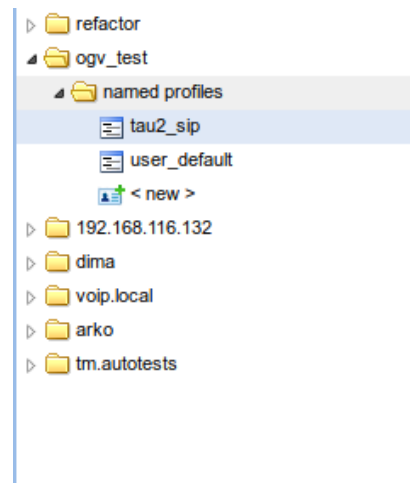 refactor
ogv_test
named profiles
tau2_sip
user_default
< new >
192.168.116.132
dima
voip.local
arko
tm.autotests